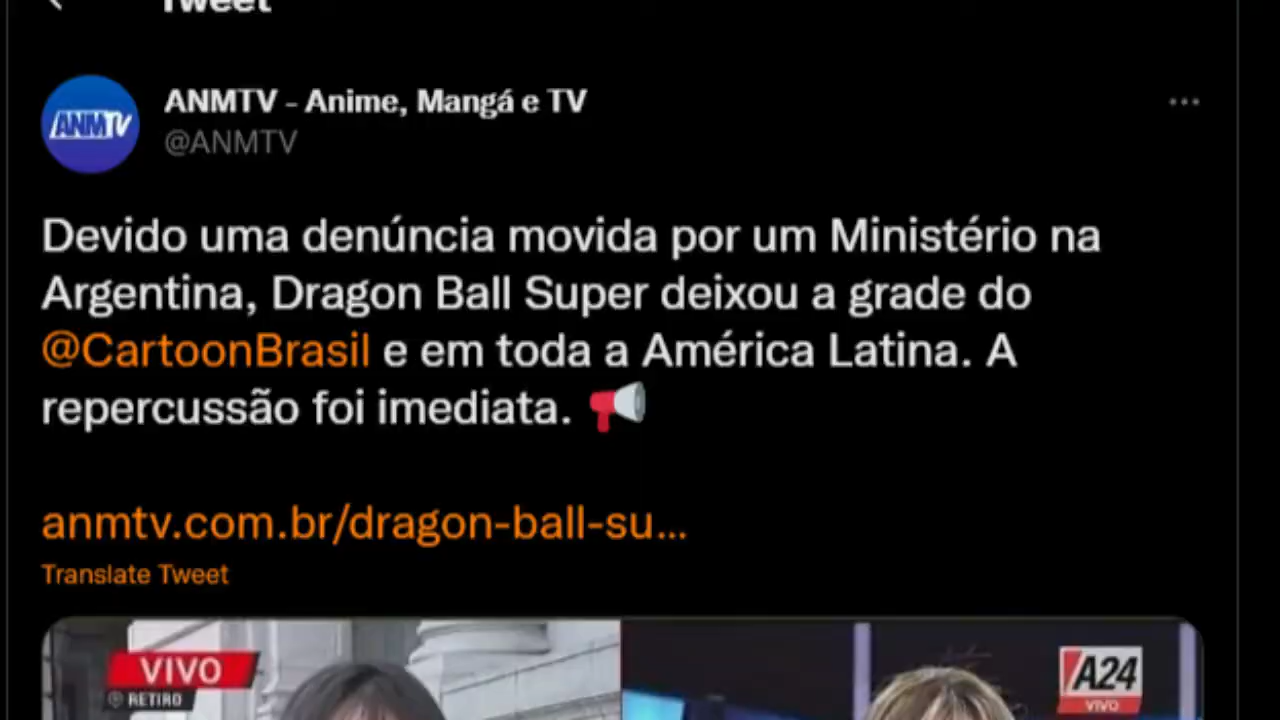 Tweet
ANMTV
ANMTV - Anime, Mangá e TV
@ANMTV
Devido uma denúncia movida por um Ministério na
Argentina, Dragon Ball Super deixou a grade do
@CartoonBrasil e em toda a América Latina. A
repercussão foi imediata.
anmtv.com.br/dragon-ball-su...
Translate Tweet
VIVO
RETIRO
A24
VIVO